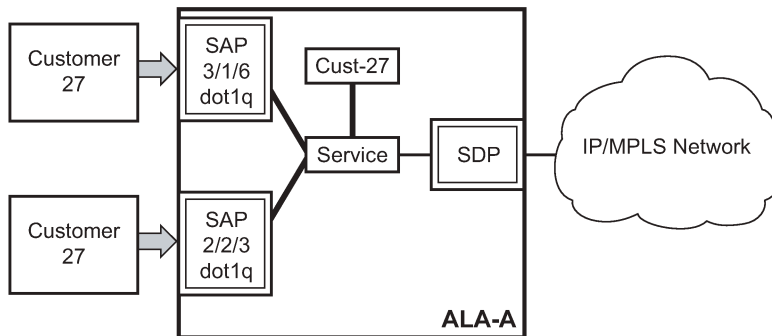 Customer
27
SAP
3/1/6
dot1q
Cust-27
Service
SDP
IP/MPLS Network
Customer
27
SAP
2/2/3
dot1q
ALA-A